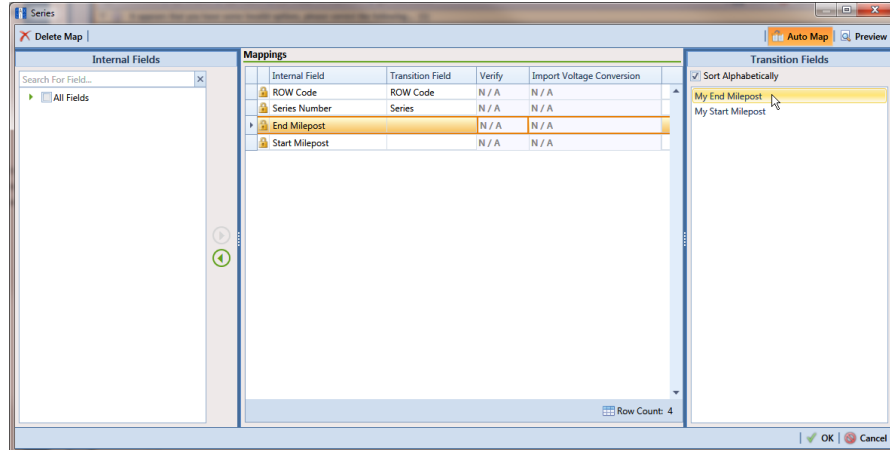 Series
Delete Map
Auto Map
Preview
Internal Fields
Search For Field...
All Fields
Mappings
Internal Field Transition Field Verify Import Voltage Conversion
ROW Code ROW Code N / A N / A
Series Number Series N / A N / A
End Milepost N / A N / A
Start Milepost N / A N / A
Row Count: 4
Transition Fields
Sort Alphabetically
My End Milepost
My Start Milepost
OK
Cancel